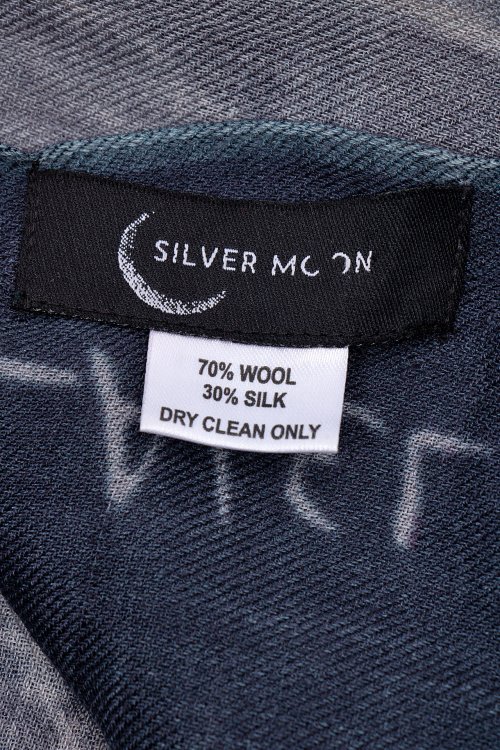 SILVER MOON
70% WOOL
30% SILK
DRY CLEAN ONLY